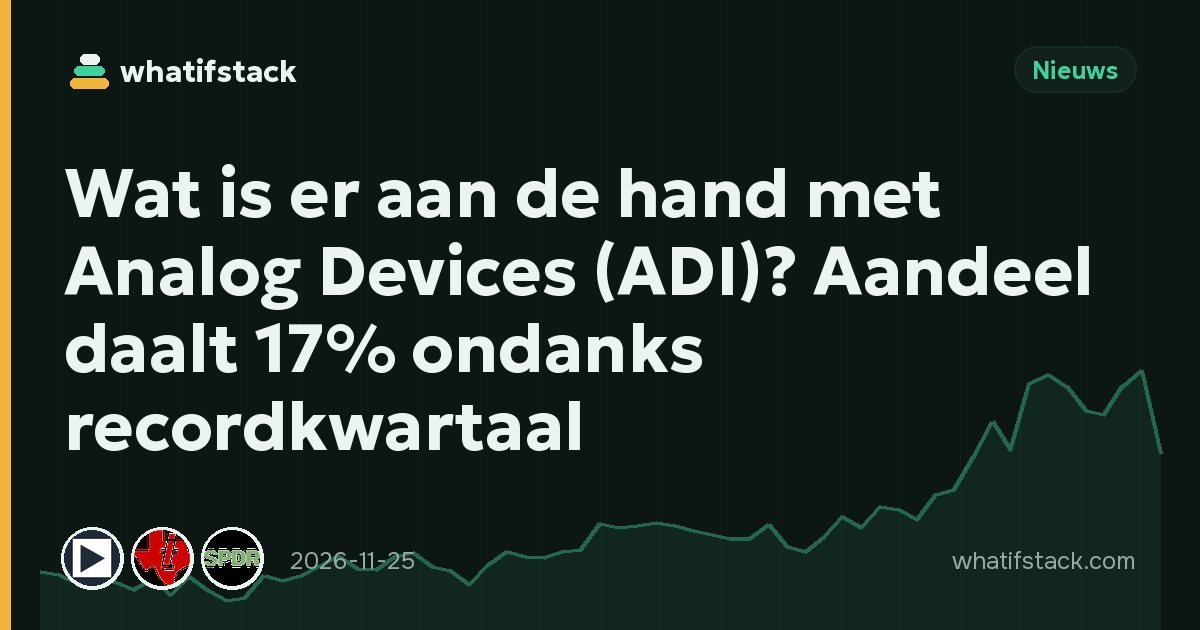 whatifstack
Nieuws
Wat is er aan de hand met
Analog Devices (ADI)? Aandeel
daalt 17% ondanks
recordkwartaal
SPDR
2026-11-25
whatifstack.com